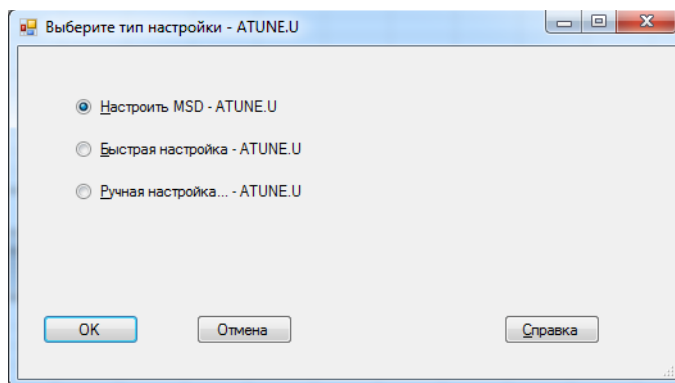 Выберите тип настройки - ATUNE.U
Настроить MSD - ATUNE.U
Быстрая настройка - ATUNE.U
Ручная настройка... - ATUNE.U
OK
Отмена
Справка